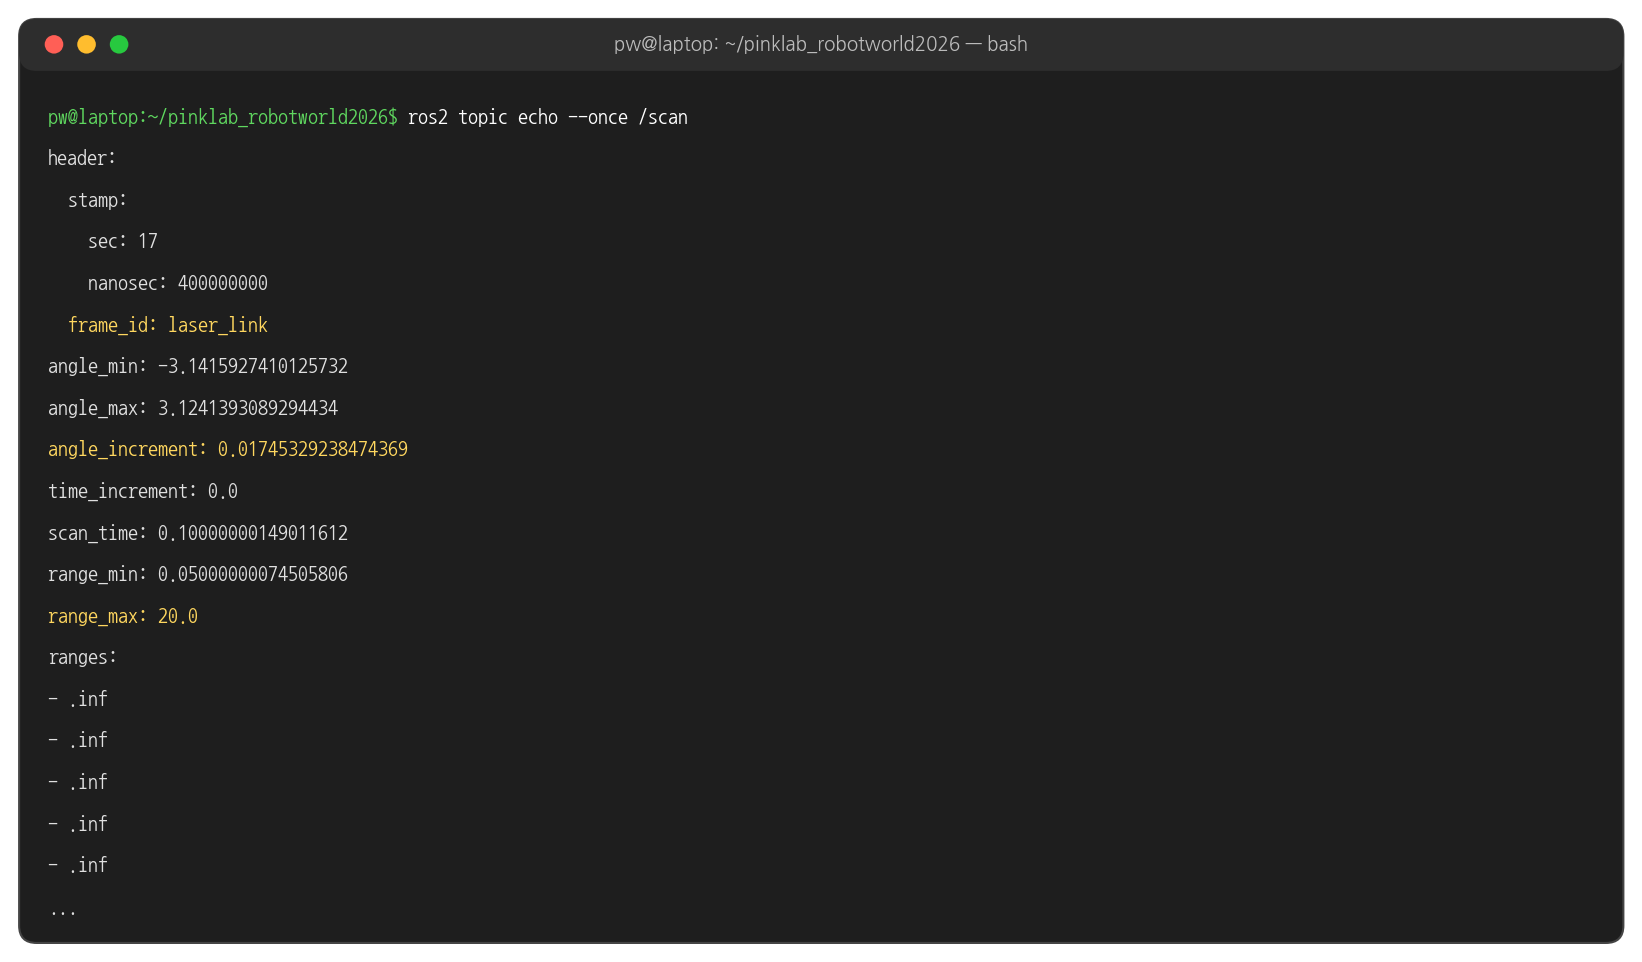 pw@laptop: ~/pinklab_robotworld2026 — bash
pw@laptop:~/pinklab_robotworld2026$ ros2 topic echo --once /scan
header:
  stamp:
    sec: 17
    nanosec: 400000000
  frame_id: laser_link
angle_min: -3.1415927410125732
angle_max: 3.1241393089294434
angle_increment: 0.01745329238474369
time_increment: 0.0
scan_time: 0.10000000149011612
range_min: 0.05000000074505806
range_max: 20.0
ranges:
- .inf
- .inf
- .inf
- .inf
- .inf
...